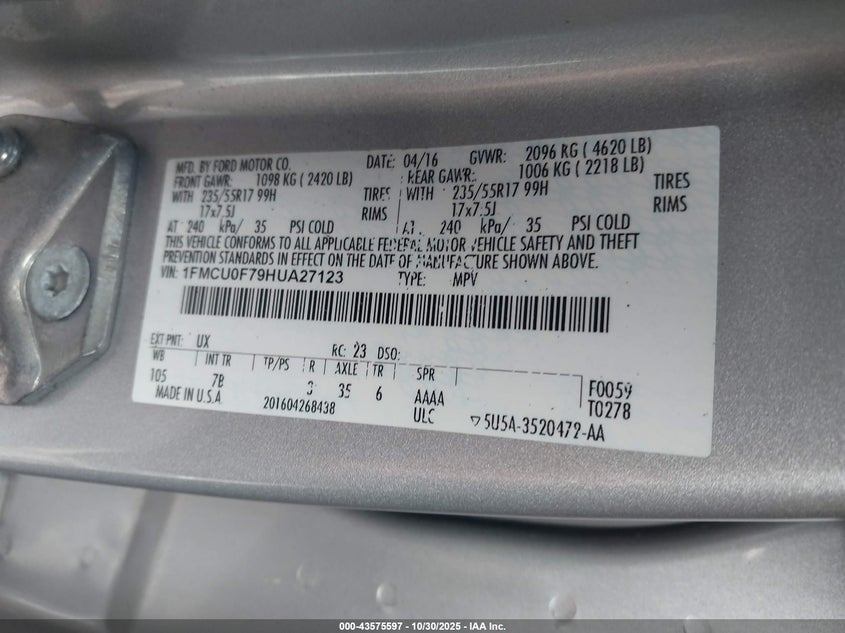 MFD. BY FORD MOTOR CO. DATE: 04/16 GVWR: 2096 KG ( 4620 LB)
FRONT GAWR: 1098 KG ( 2420 LB) REAR GAWR: 1006 KG ( 2218 LB)
WITH 235/55R17 99H TIRES WITH 235/55R17 99H TIRES
17x7.5J RIMS 17x7.5J RIMS
AT 240 kPa/ 35 PSI COLD AT 240 kPa/ 35 PSI COLD
THIS VEHICLE CONFORMS TO ALL APPLICABLE FEDERAL MOTOR VEHICLE SAFETY AND THEFT
PREVENTION STANDARDS IN EFFECT ON THE DATE OF MANUFACTURE SHOWN ABOVE.
VIN: 1FMCU0F79HUA27123 TYPE: MPV
EXT PNT: UX RC: 23 DSO:
WB INT TR TP/PS R AXLE TR SPR
105 7B 3 35 6 AAAA F0059
MADE IN U.S.A. 201604268438 ULC T0278
5U5A-3520472-AA
000-43575597 - 10/30/2025 - IAA Inc.